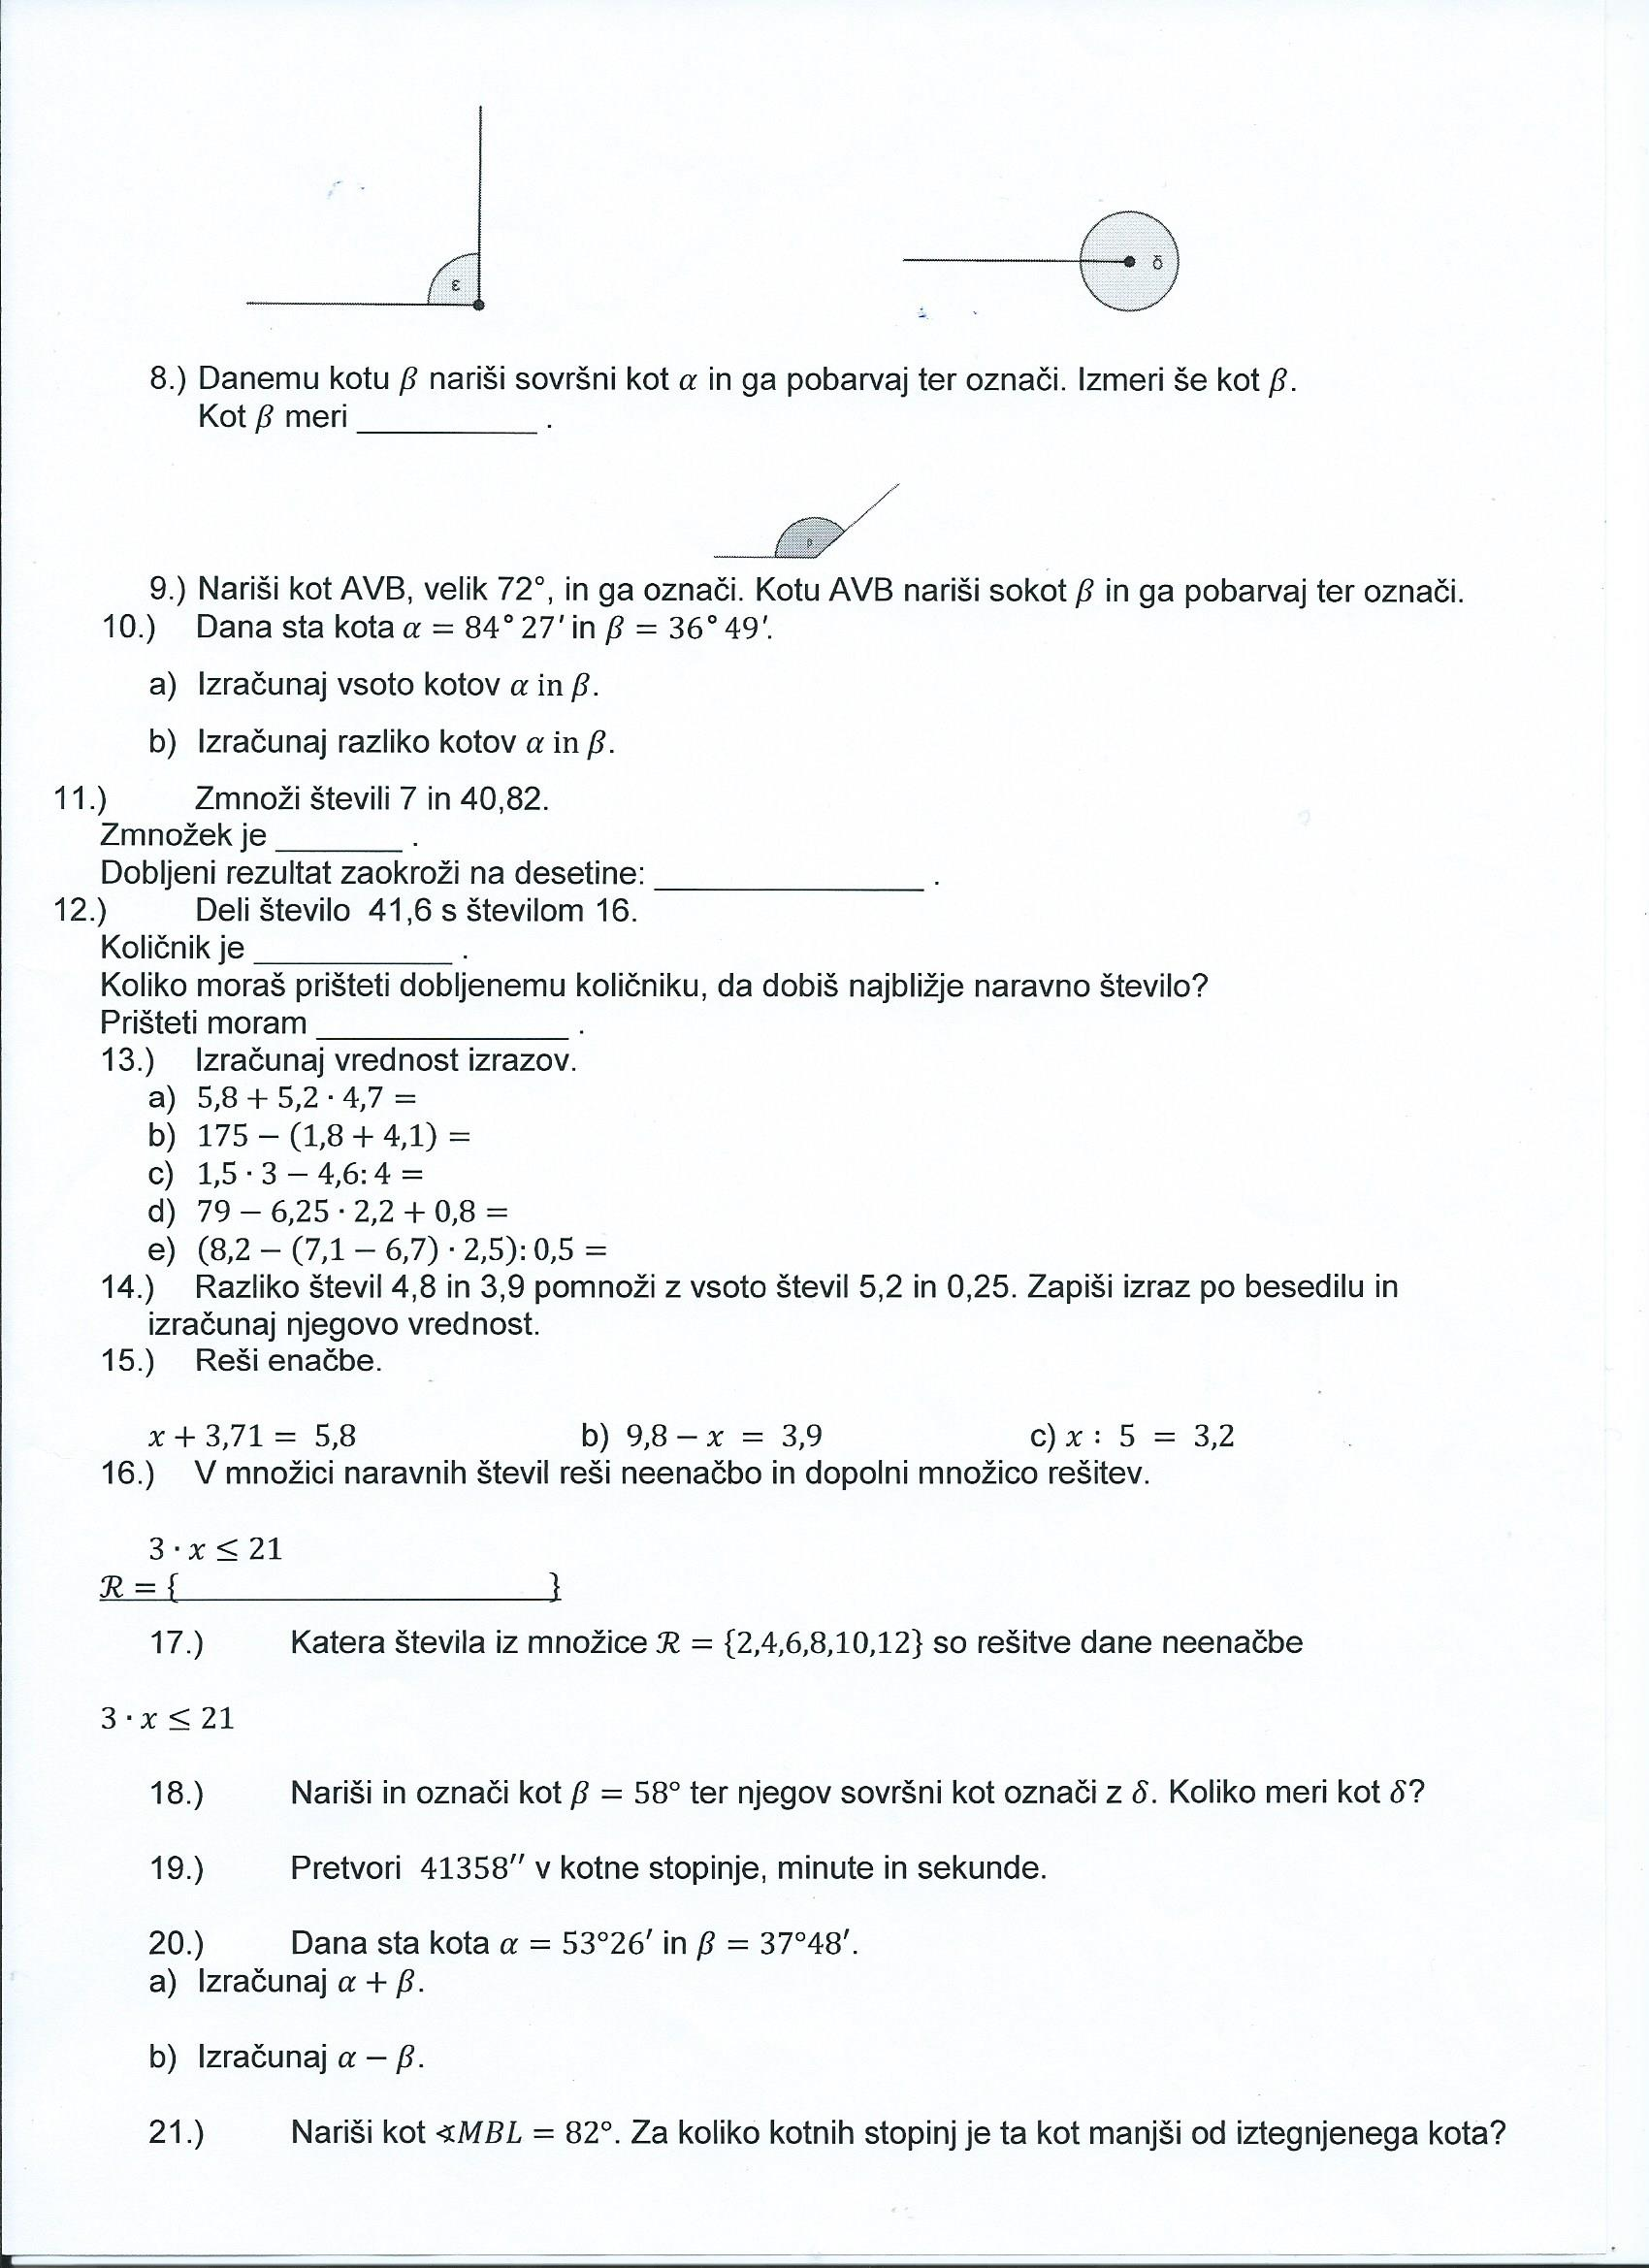 ε
δ
8.) Danemu kotu β nariši sovršni kot α in ga pobarvaj ter označi. Izmeri še kot β.
Kot β meri __________ .
β
9.) Nariši kot AVB, velik 72°, in ga označi. Kotu AVB nariši sokot β in ga pobarvaj ter označi.
10.) Dana sta kota α = 84° 27′ in β = 36° 49′.
a) Izračunaj vsoto kotov α in β.
b) Izračunaj razliko kotov α in β.
11.) Zmnoži števili 7 in 40,82.
Zmnožek je _______ .
Dobljeni rezultat zaokroži na desetine: _______________ .
12.) Deli število 41,6 s številom 16.
Količnik je ___________ .
Koliko moraš prišteti dobljenemu količniku, da dobiš najbližje naravno število?
Prišteti moram ______________ .
13.) Izračunaj vrednost izrazov.
a) 5,8 + 5,2 · 4,7 =
b) 175 − (1,8 + 4,1) =
c) 1,5 · 3 − 4,6: 4 =
d) 79 − 6,25 · 2,2 + 0,8 =
e) (8,2 − (7,1 − 6,7) · 2,5): 0,5 =
14.) Razliko števil 4,8 in 3,9 pomnoži z vsoto števil 5,2 in 0,25. Zapiši izraz po besedilu in
izračunaj njegovo vrednost.
15.) Reši enačbe.
x + 3,71 = 5,8 b) 9,8 − x = 3,9 c) x : 5 = 3,2
16.) V množici naravnih števil reši neenačbo in dopolni množico rešitev.
3 · x ≤ 21
ℛ = {____________________}
17.) Katera števila iz množice ℛ = {2,4,6,8,10,12} so rešitve dane neenačbe
3 · x ≤ 21
18.) Nariši in označi kot β = 58° ter njegov sovršni kot označi z δ. Koliko meri kot δ?
19.) Pretvori 41358′′ v kotne stopinje, minute in sekunde.
20.) Dana sta kota α = 53°26′ in β = 37°48′.
a) Izračunaj α + β.
b) Izračunaj α − β.
21.) Nariši kot ∢MBL = 82°. Za koliko kotnih stopinj je ta kot manjši od iztegnjenega kota?